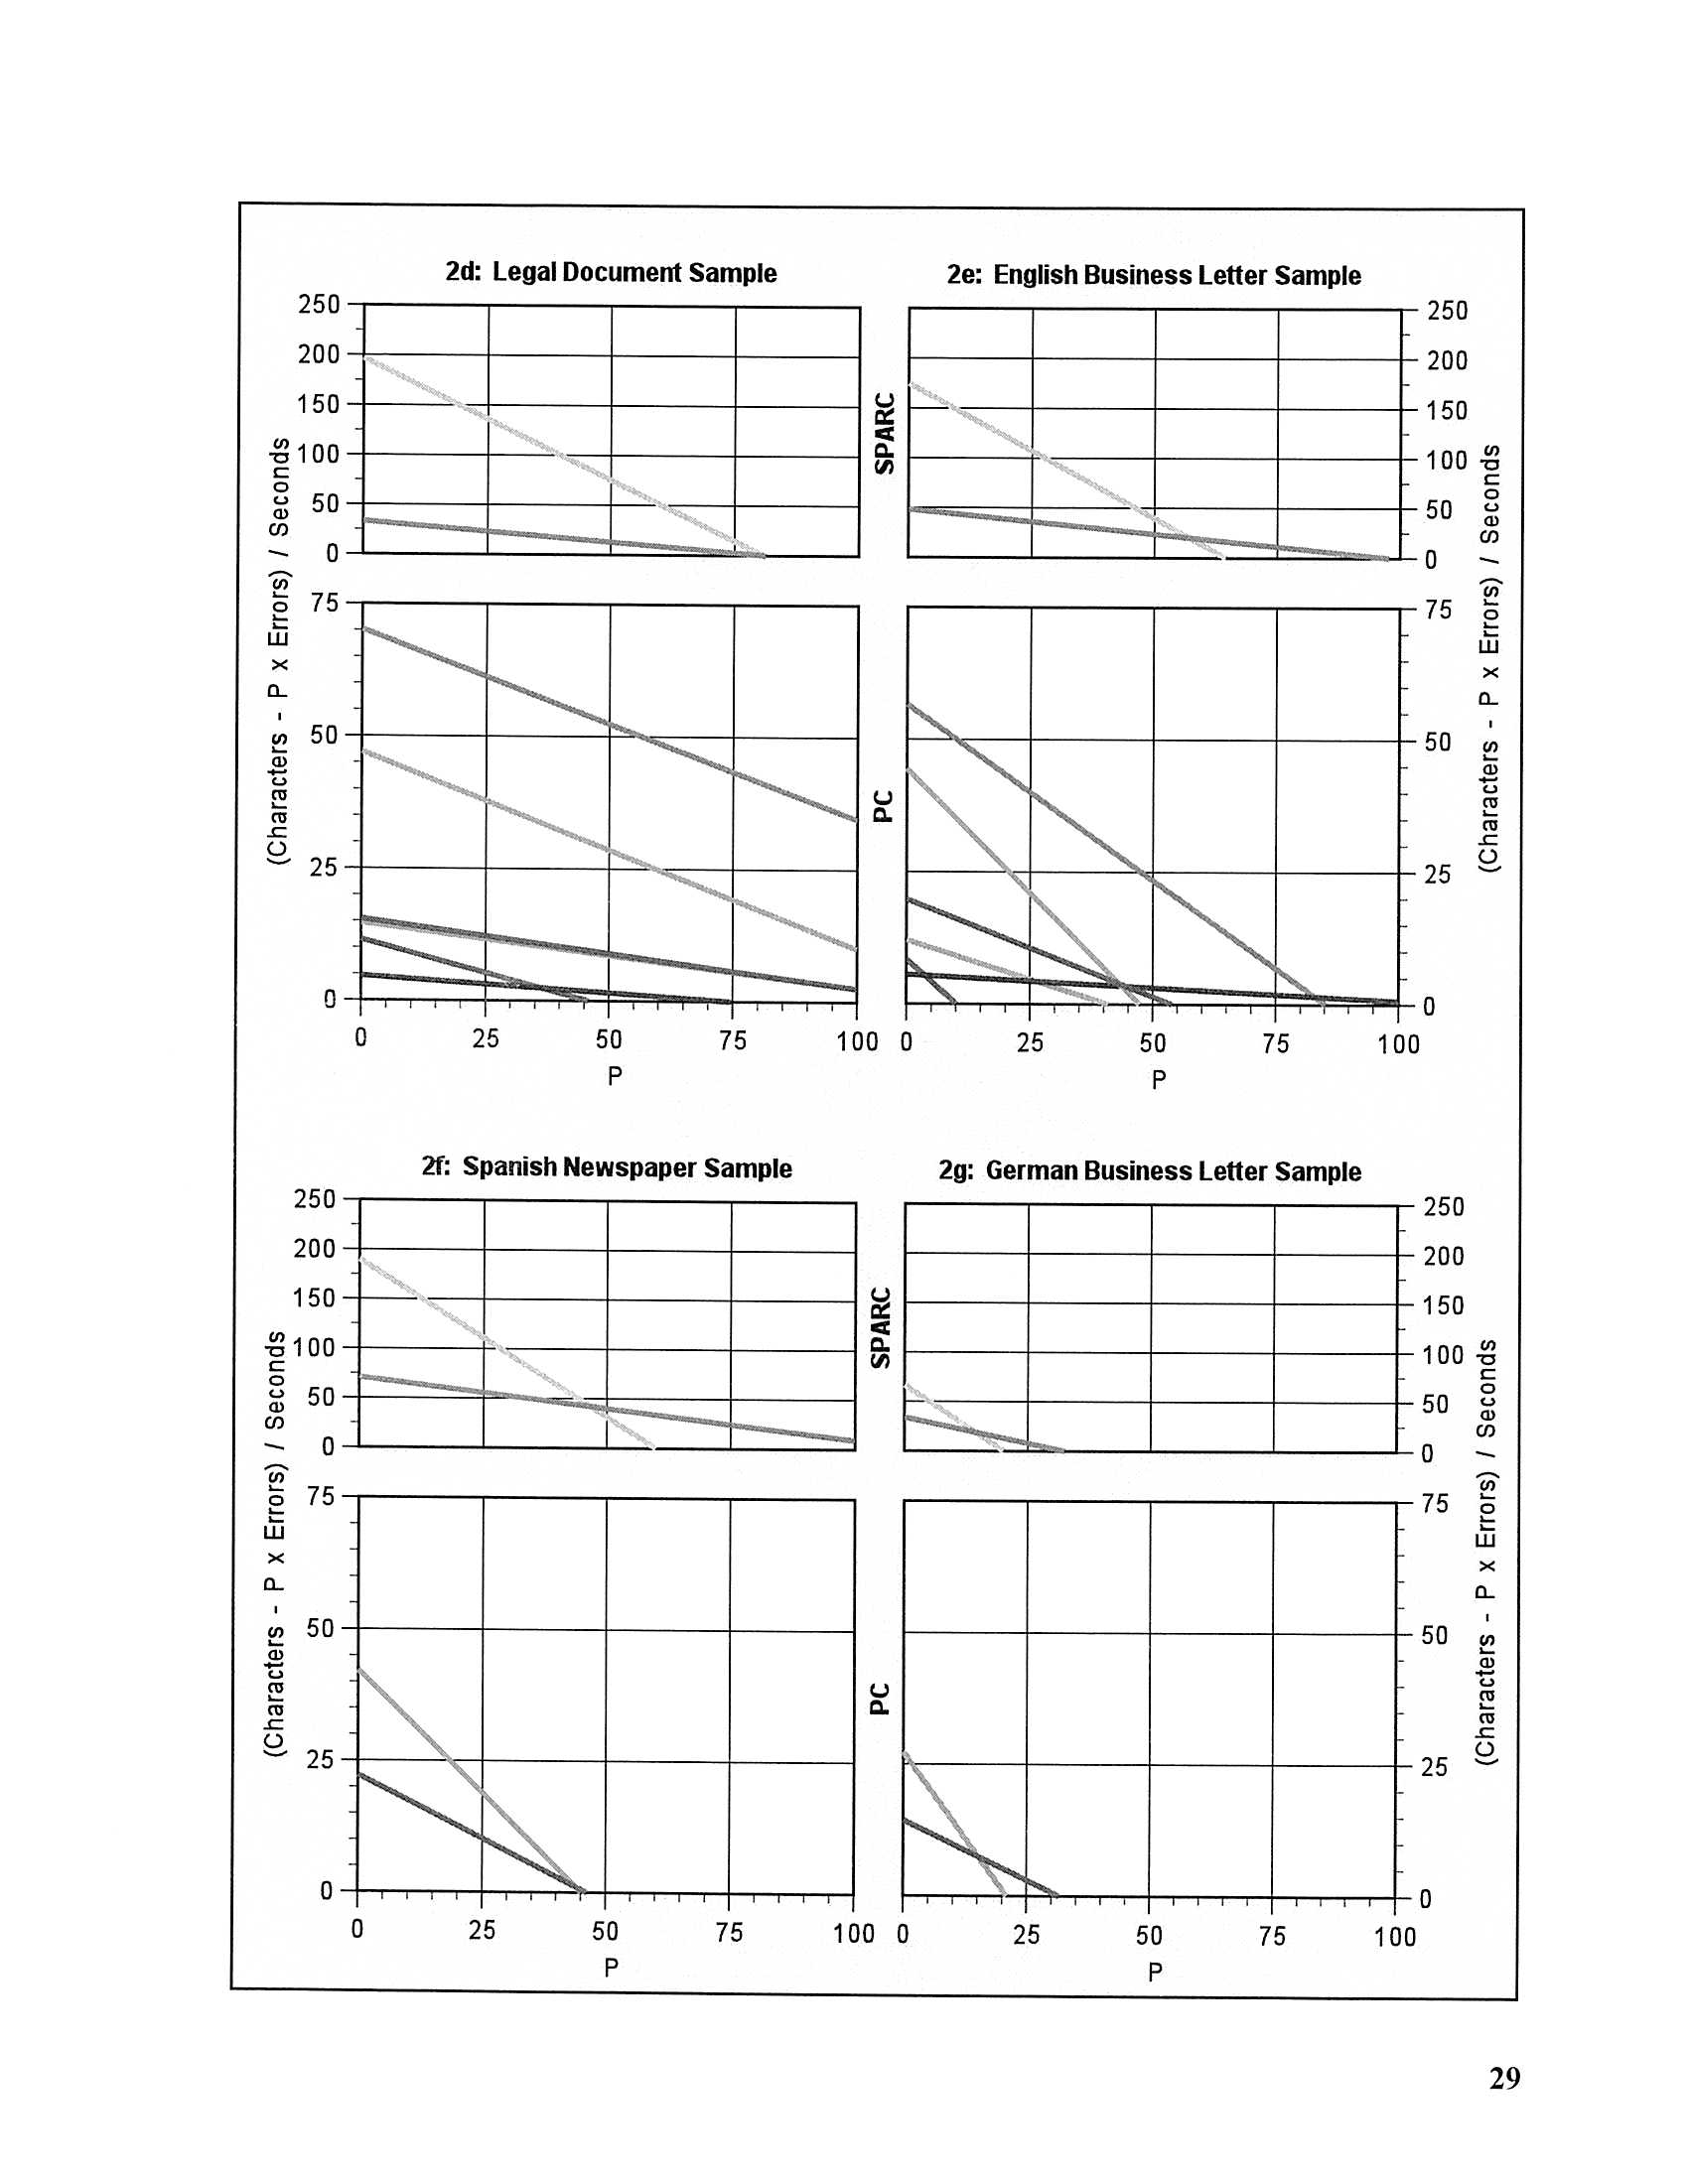 2d: Legal Document Sample
2e: English Business Letter Sample
250
200
150
100
50
0
(Characters - P x Errors) / Seconds
SPARC
250
200
150
100
50
0
(Characters - P x Errors) / Seconds
75
50
25
0
PC
75
50
25
0
0 25 50 75 100
0 25 50 75 100
P
P
2f: Spanish Newspaper Sample
2g: German Business Letter Sample
250
200
150
100
50
0
(Characters - P x Errors) / Seconds
SPARC
250
200
150
100
50
0
(Characters - P x Errors) / Seconds
75
50
25
0
PC
75
50
25
0
0 25 50 75 100
0 25 50 75 100
P
P
29